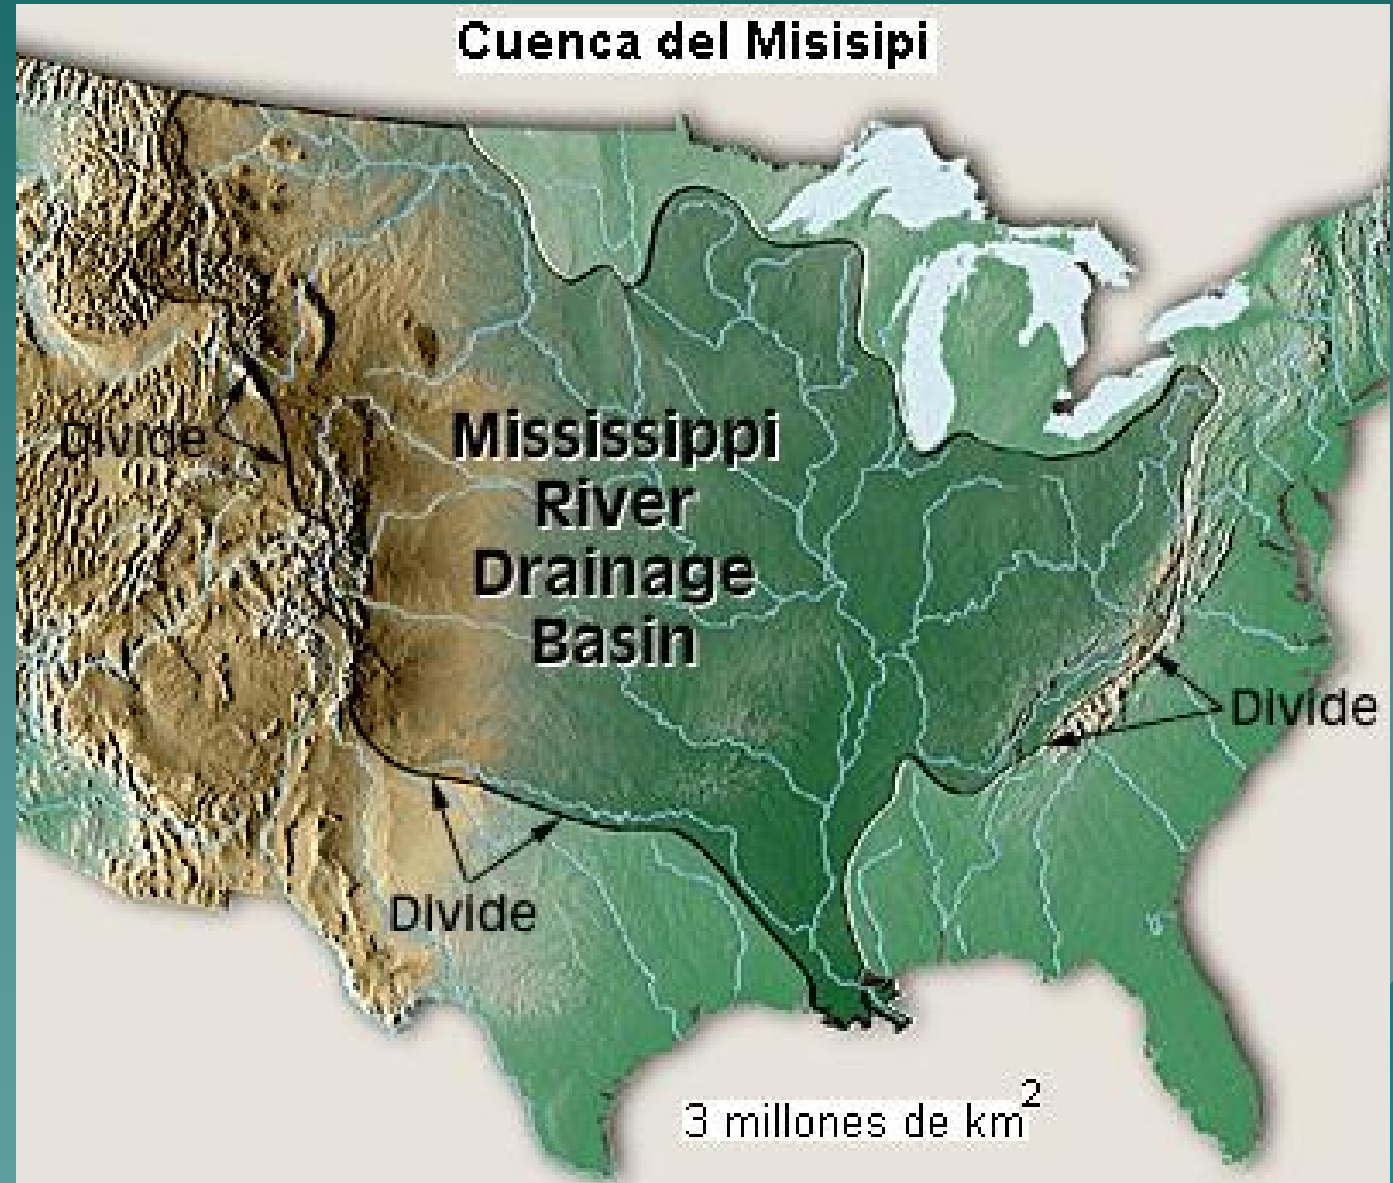 Cuenca del Misisipi
Divide
Mississippi
River
Drainage
Basin
Divide
Divide
3 millones de km²